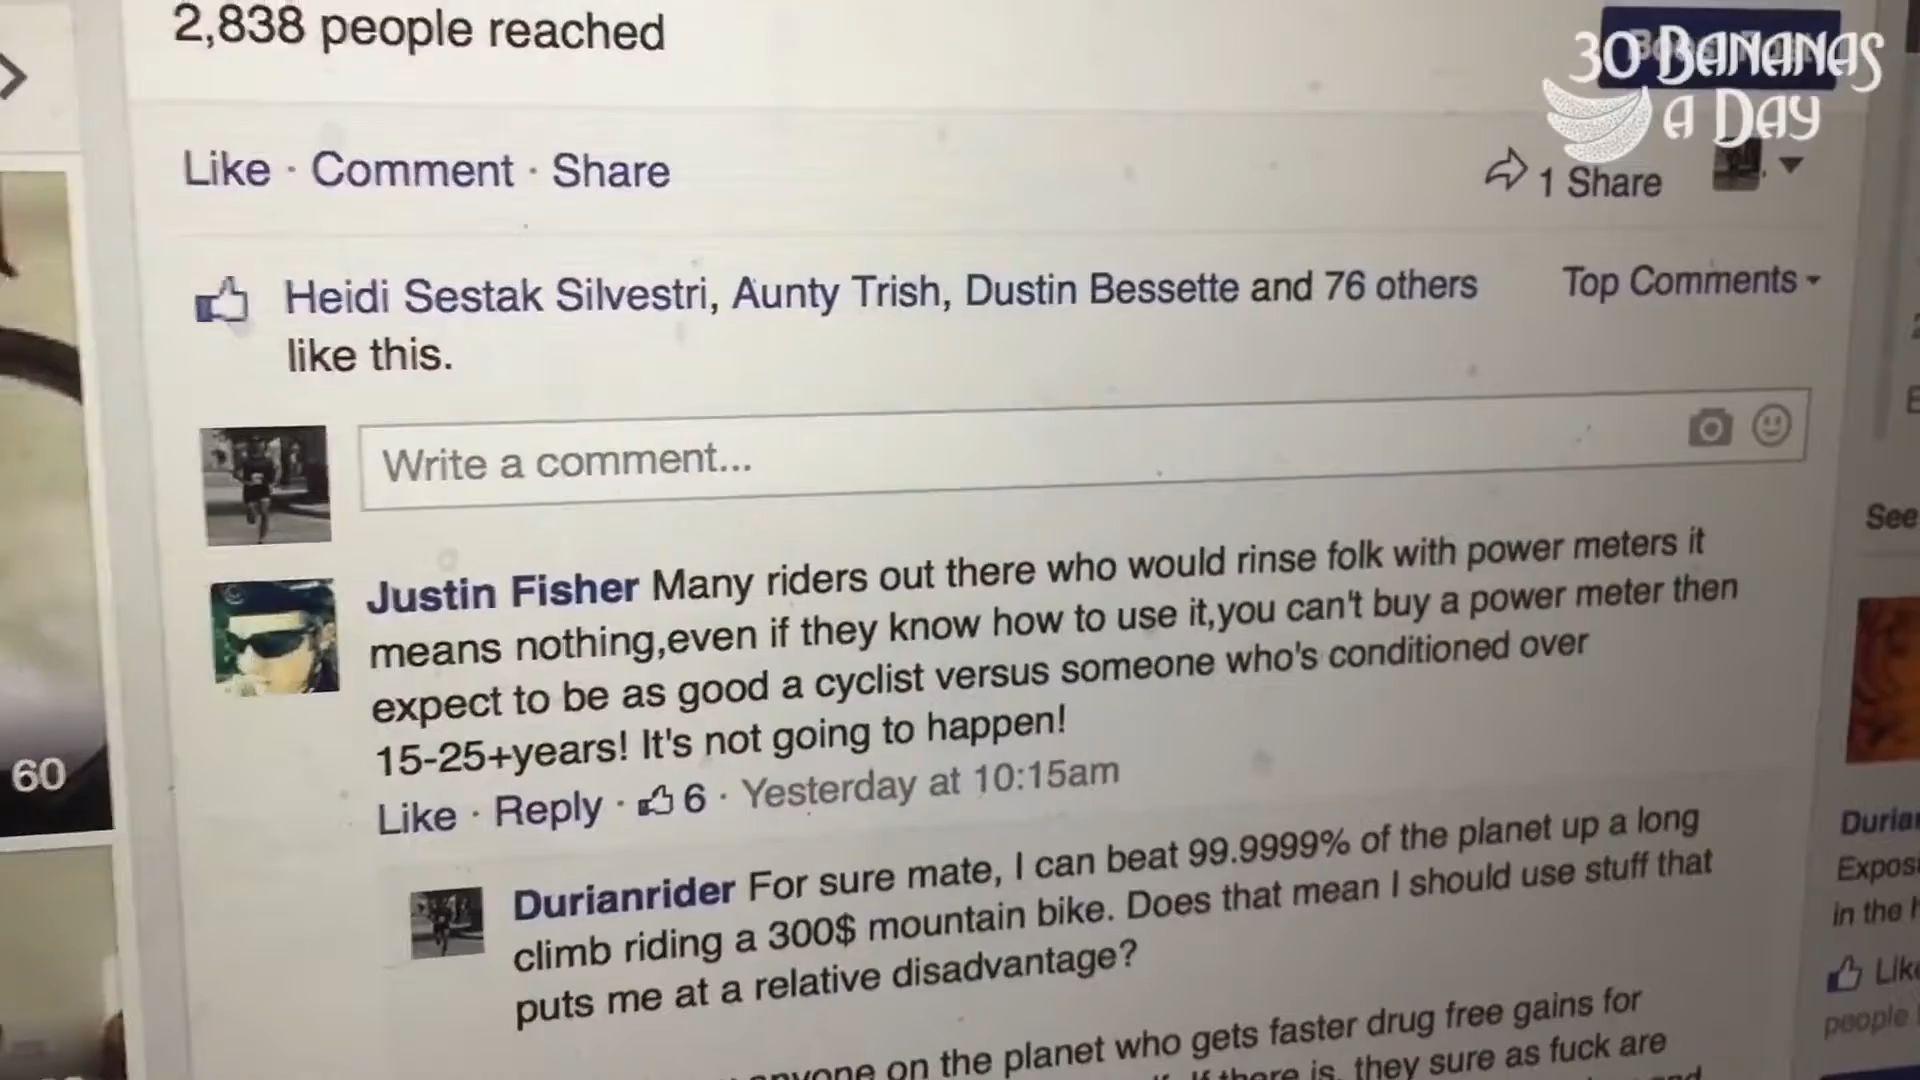 2,838 people reached
30 BANANAS
A DAY
Like · Comment · Share
1 Share
Heidi Sestak Silvestri, Aunty Trish, Dustin Bessette and 76 others
like this.
Top Comments
Write a comment...
Justin Fisher Many riders out there who would rinse folk with power meters it
means nothing,even if they know how to use it,you can't buy a power meter then
expect to be as good a cyclist versus someone who's conditioned over
15-25+years! It's not going to happen!
Like · Reply · 6 · Yesterday at 10:15am
Durianrider For sure mate, I can beat 99.9999% of the planet up a long
climb riding a 300$ mountain bike. Does that mean I should use stuff that
puts me at a relative disadvantage?
on the planet who gets faster drug free gains for
there is, they sure as fuck are
60
See
in the
people